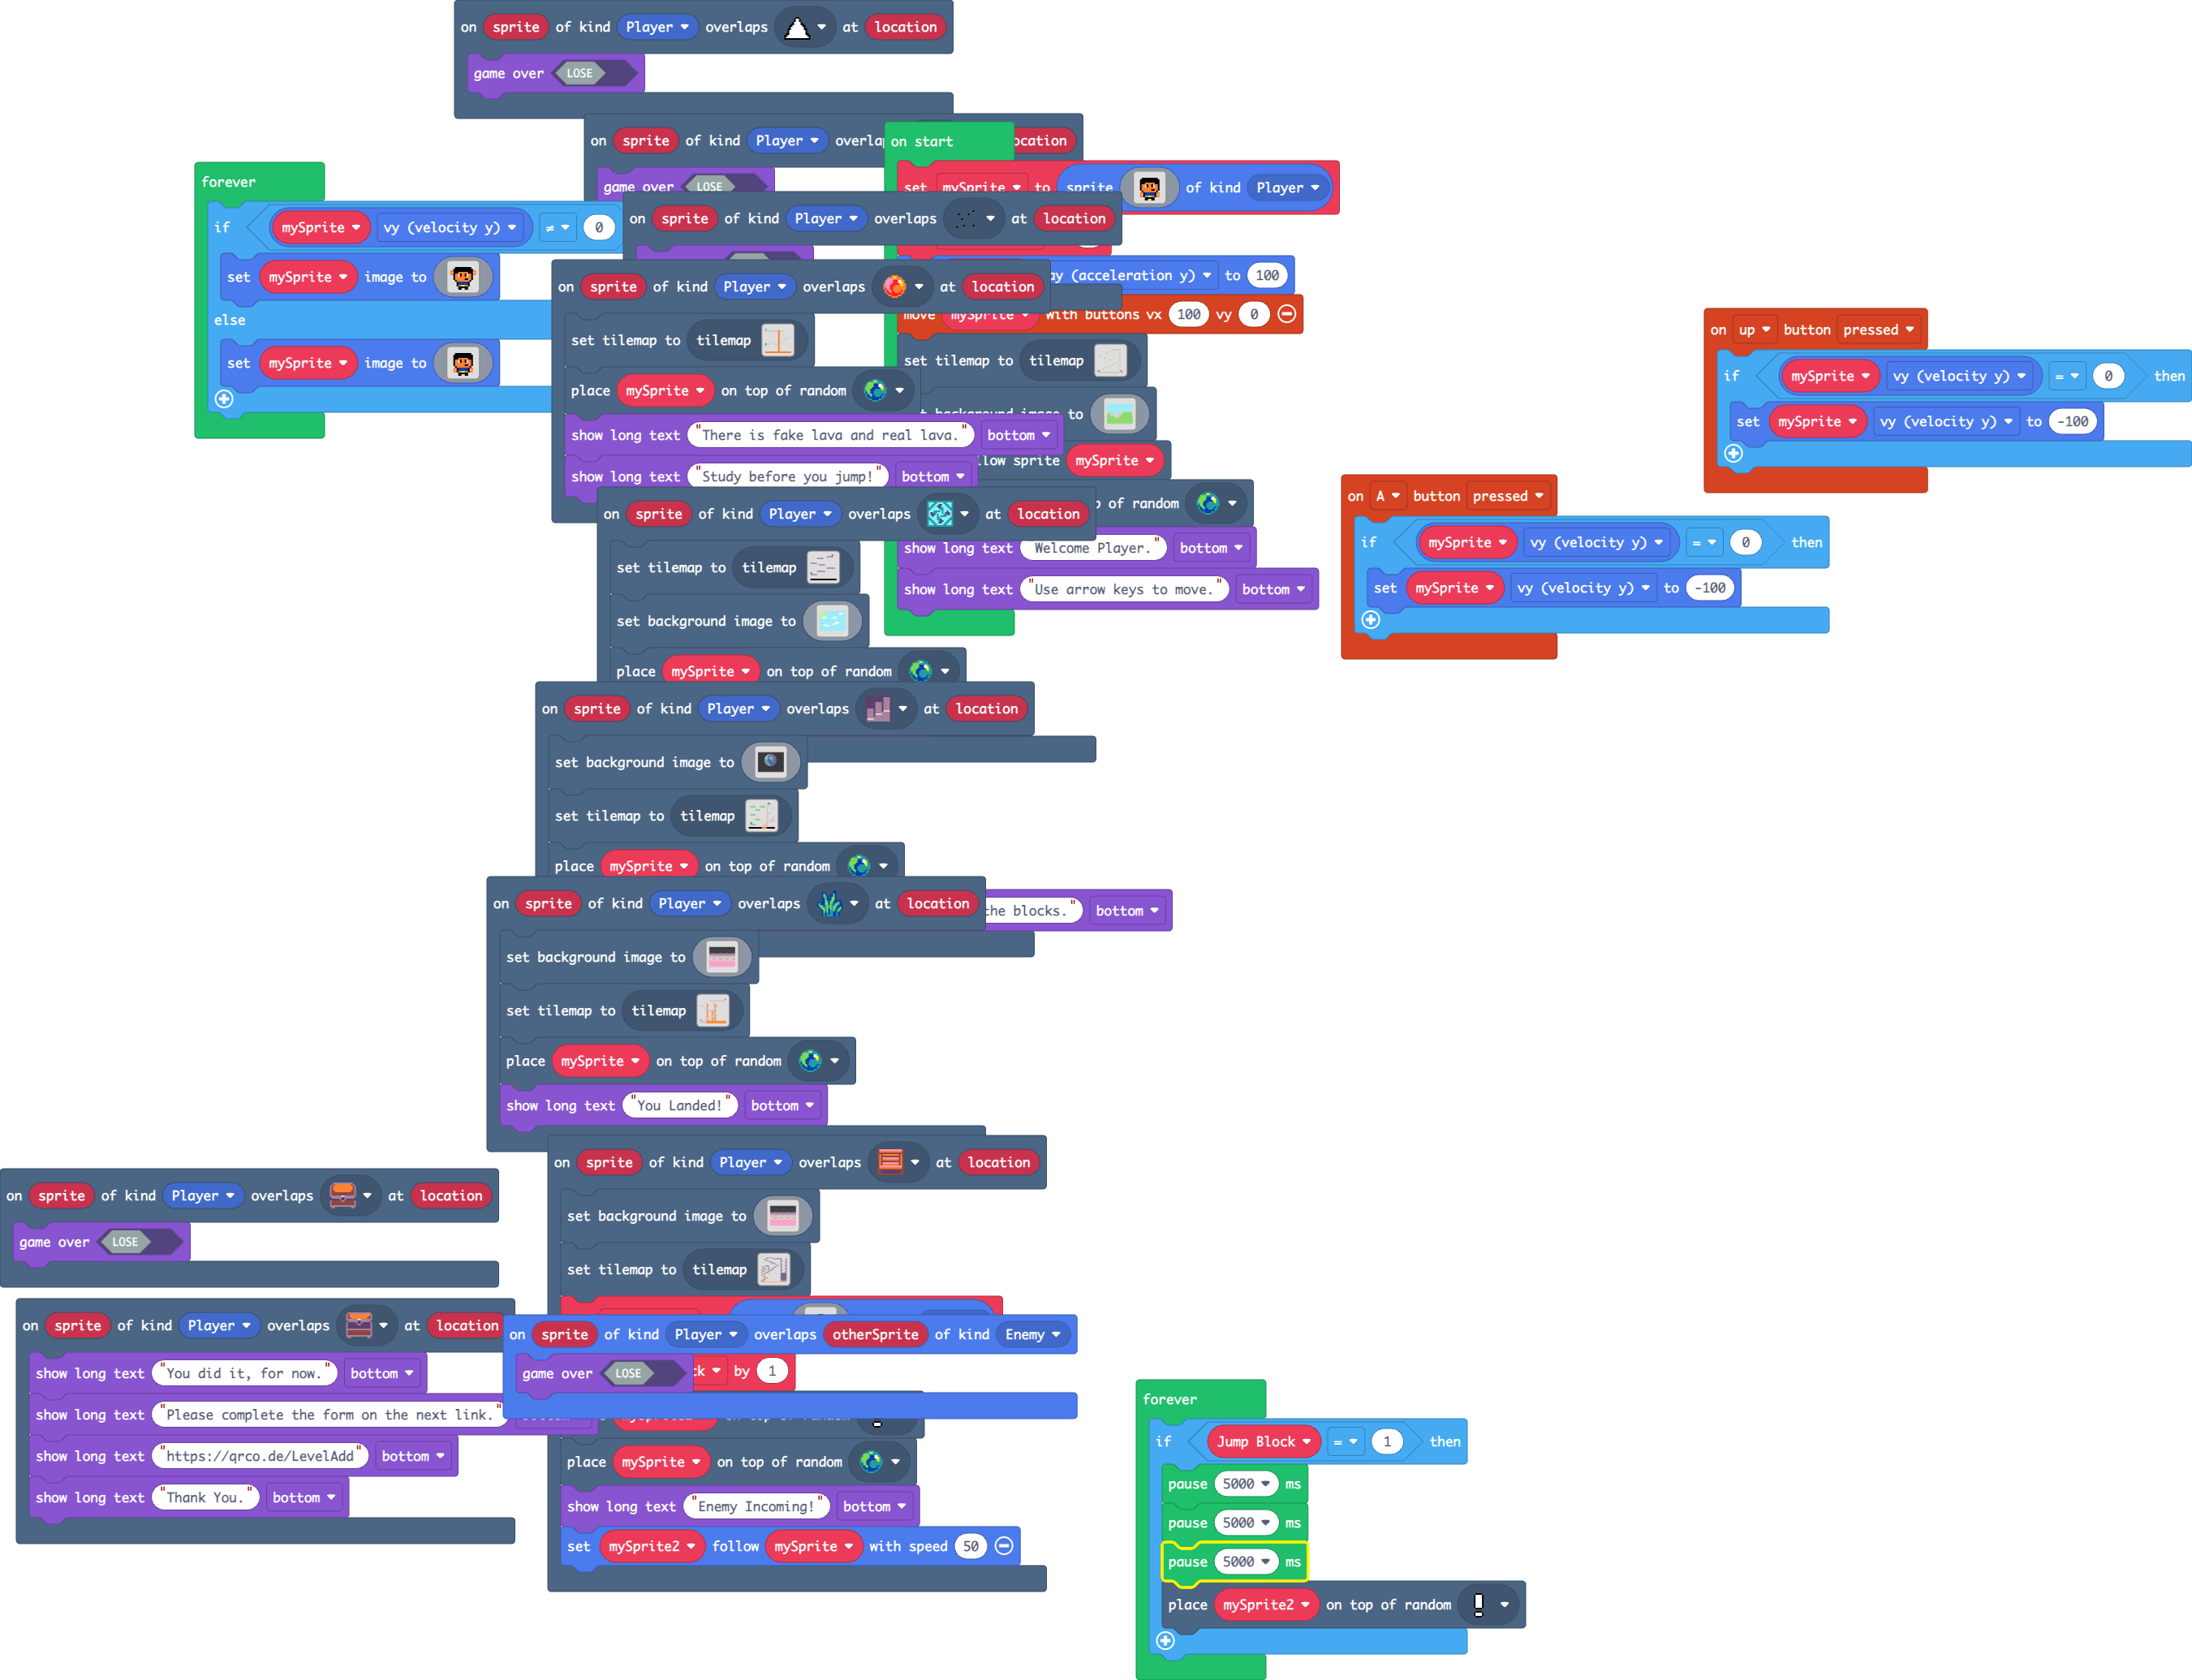 on sprite of kind Player overlaps at location
game over LOSE
on sprite of kind Player
game over LOSE
on start
set mySprite to sprite of kind Player
on sprite of kind Player overlaps at location
(acceleration y) to 100
move mySprite with buttons vx 100 vy 0
set tilemap to tilemap
background image to
sprite mySprite
of random
show long text "Welcome Player." bottom
show long text "Use arrow keys to move." bottom
forever
if mySprite vy (velocity y) ≠ 0
set mySprite image to
else
set mySprite image to
on sprite of kind Player overlaps at location
set tilemap to tilemap
place mySprite on top of random
show long text "There is fake lava and real lava." bottom
show long text "Study before you jump!" bottom
on up button pressed
if mySprite vy (velocity y) = 0 then
set mySprite vy (velocity y) to -100
on A button pressed
if mySprite vy (velocity y) = 0 then
set mySprite vy (velocity y) to -100
on sprite of kind Player overlaps at location
set tilemap to tilemap
set background image to
place mySprite on top of random
on sprite of kind Player overlaps at location
set background image to
set tilemap to tilemap
place mySprite on top of random
blocks." bottom
on sprite of kind Player overlaps at location
set background image to
set tilemap to tilemap
place mySprite on top of random
show long text "You Landed!" bottom
on sprite of kind Player overlaps at location
set background image to
set tilemap to tilemap
by 1
place mySprite on top of random
show long text "Enemy Incoming!" bottom
set mySprite2 follow mySprite with speed 50
on sprite of kind Player overlaps at location
game over LOSE
on sprite of kind Player overlaps at location
show long text "You did it, for now." bottom
show long text "Please complete the form on the next link."
show long text "https://qrco.de/LevelAdd" bottom
show long text "Thank You." bottom
on sprite of kind Player overlaps otherSprite of kind Enemy
game over LOSE
forever
if Jump Block = 1 then
pause 5000 ms
pause 5000 ms
pause 5000 ms
place mySprite2 on top of random